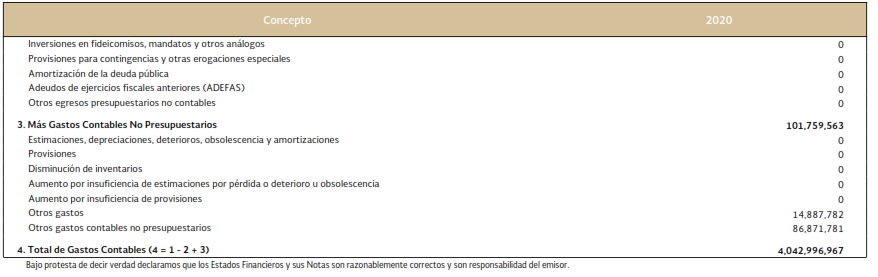 Concepto 2020
Inversiones en fideicomisos, mandatos y otros análogos 0
Provisiones para contingencias y otras erogaciones especiales 0
Amortización de la deuda pública 0
Adeudos de ejercicios fiscales anteriores (ADEFAS) 0
Otros egresos presupuestarios no contables 0
3. Más Gastos Contables No Presupuestarios 101,759,563
Estimaciones, depreciaciones, deterioros, obsolescencia y amortizaciones 0
Provisiones 0
Disminución de inventarios 0
Aumento por insuficiencia de estimaciones por pérdida o deterioro u obsolescencia 0
Aumento por insuficiencia de provisiones 0
Otros gastos 14,887,782
Otros gastos contables no presupuestarios 86,871,781
4. Total de Gastos Contables (4 = 1 - 2 + 3) 4,042,996,967
Bajo protesta de decir verdad declaramos que los Estados Financieros y sus Notas son razonablemente correctos y son responsabilidad del emisor.